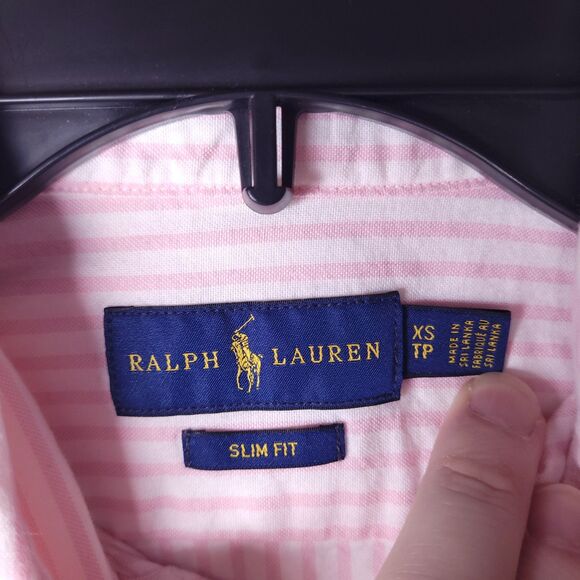 RALPH LAUREN
XS
TP
MADE IN
SRI LANKA
FABRIQUÉ AU
SRI LANKA
SLIM FIT